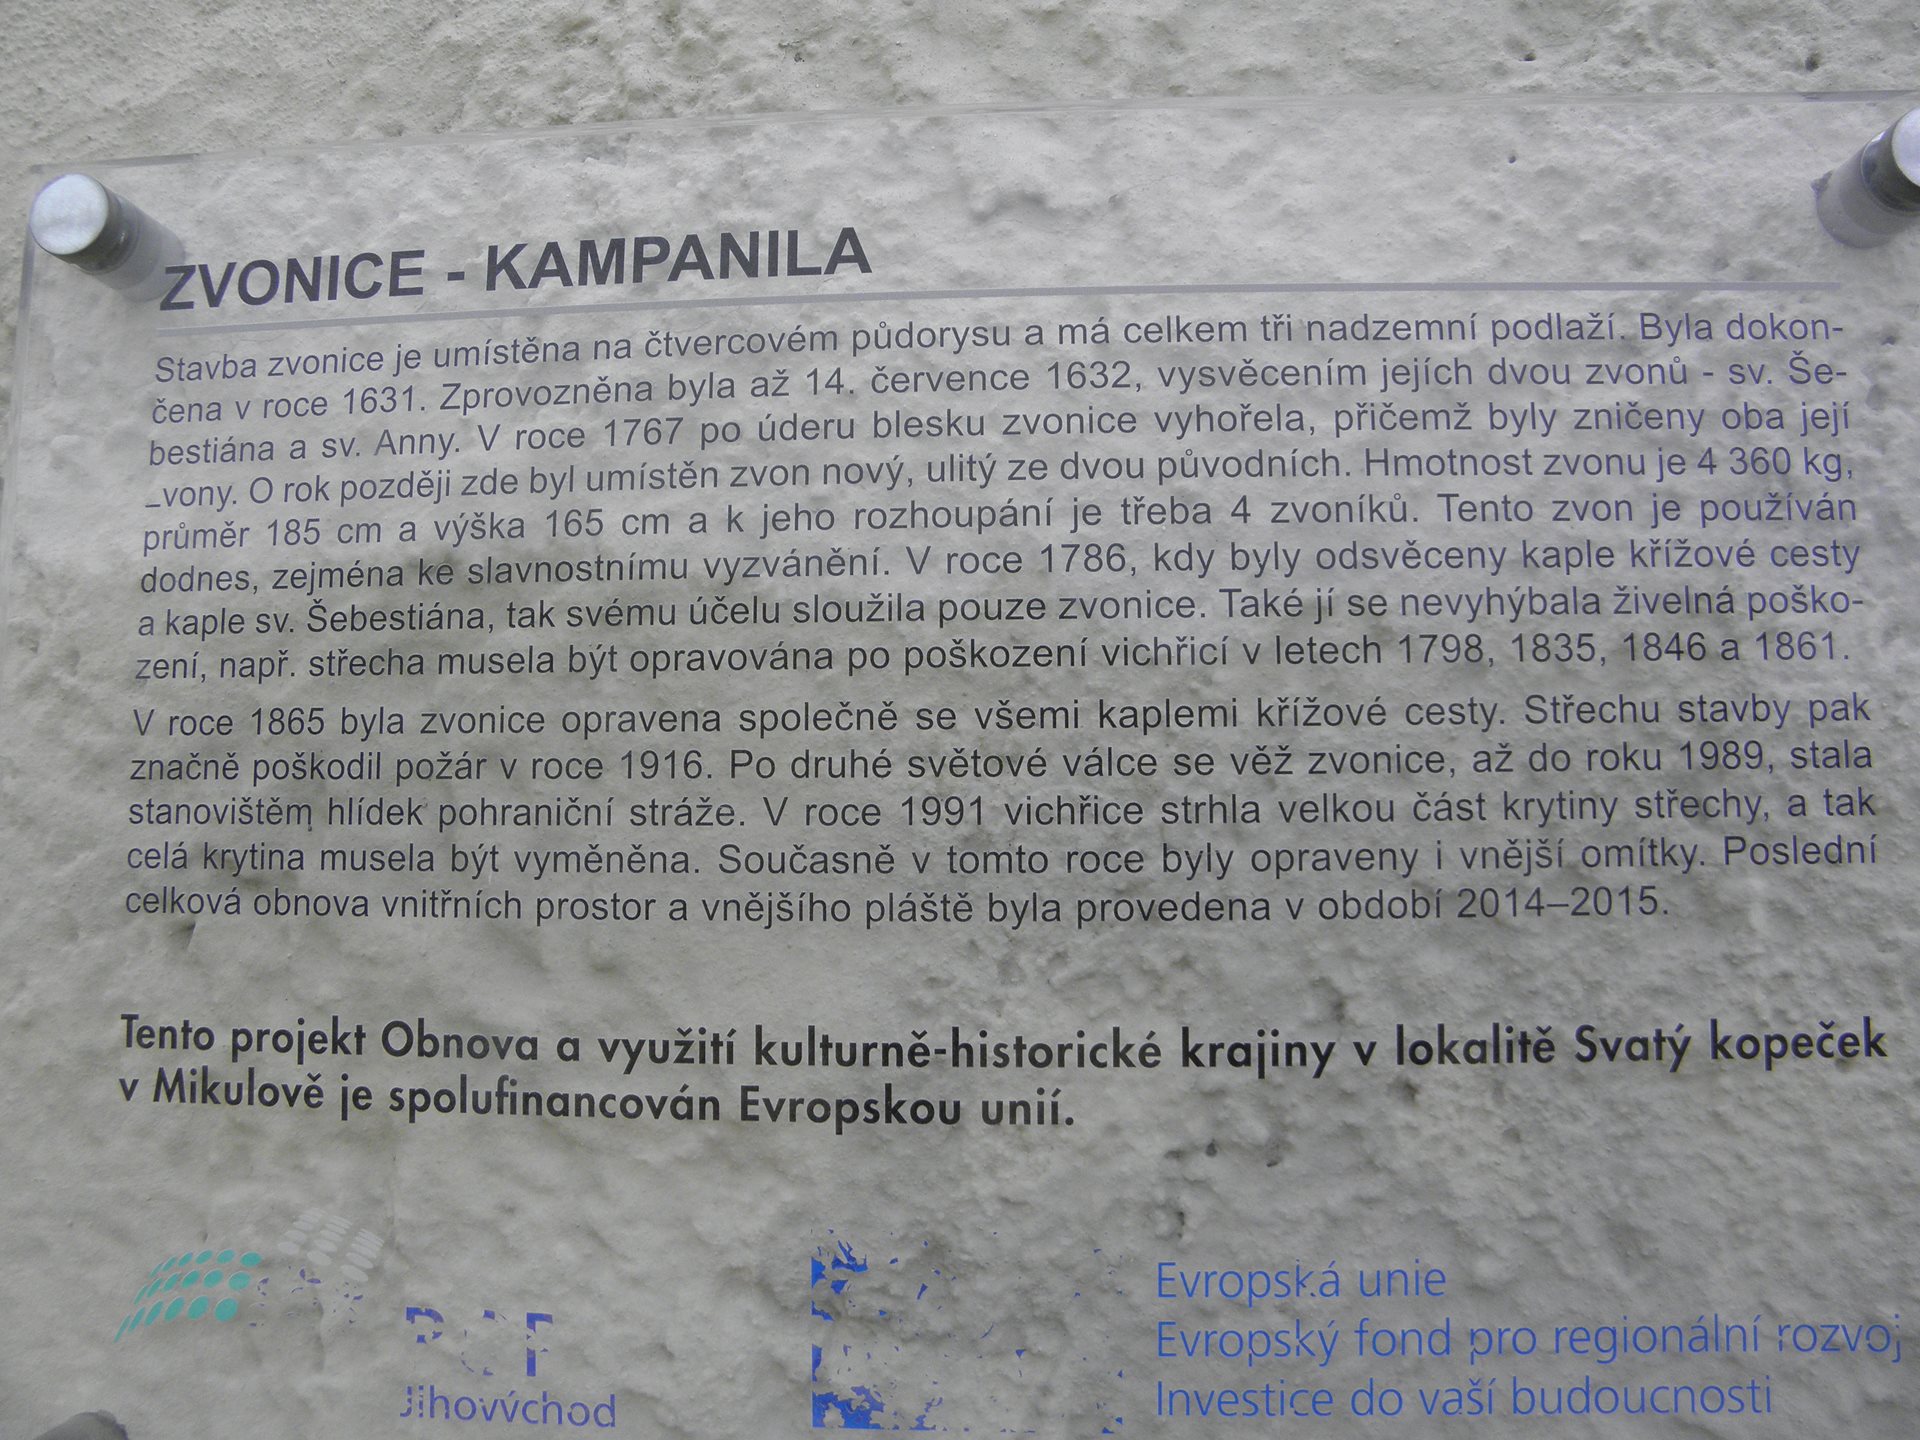 ZVONICE - KAMPANILA
Stavba zvonice je umístěna na čtvercovém půdorysu a má celkem tři nadzemní podlaží. Byla dokon-
čena v roce 1631. Zprovozněna byla až 14. července 1632, vysvěcením jejích dvou zvonů - sv. Še-
bestiána a sv. Anny. V roce 1767 po úderu blesku zvonice vyhořela, přičemž byly zničeny oba její
vony. O rok později zde byl umístěn zvon nový, ulitý ze dvou původních. Hmotnost zvonu je 4 360 kg,
průměr 185 cm a výška 165 cm a k jeho rozhoupání je třeba 4 zvoníků. Tento zvon je používán
dodnes, zejména ke slavnostnímu vyzvánění. V roce 1786, kdy byly odsvěceny kaple křížové cesty
a kaple sv. Šebestiána, tak svému účelu sloužila pouze zvonice. Také jí se nevyhýbala živelná poško-
zení, např. střecha musela být opravována po poškození vichřicí v letech 1798, 1835, 1846 a 1861.
V roce 1865 byla zvonice opravena společně se všemi kaplemi křížové cesty. Střechu stavby pak
značně poškodil požár v roce 1916. Po druhé světové válce se věž zvonice, až do roku 1989, stala
stanovištěm hlídek pohraniční stráže. V roce 1991 vichřice strhla velkou část krytiny střechy, a tak
celá krytina musela být vyměněna. Současně v tomto roce byly opraveny i vnější omítky. Poslední
celková obnova vnitřních prostor a vnějšího pláště byla provedena v období 2014–2015.
Tento projekt Obnova a využití kulturně-historické krajiny v lokalitě Svatý kopeček
v Mikulově je spolufinancován Evropskou unií.
Jihovýchod
Evropská unie
Evropský fond pro regionální rozvoj
Investice do vaší budoucnosti